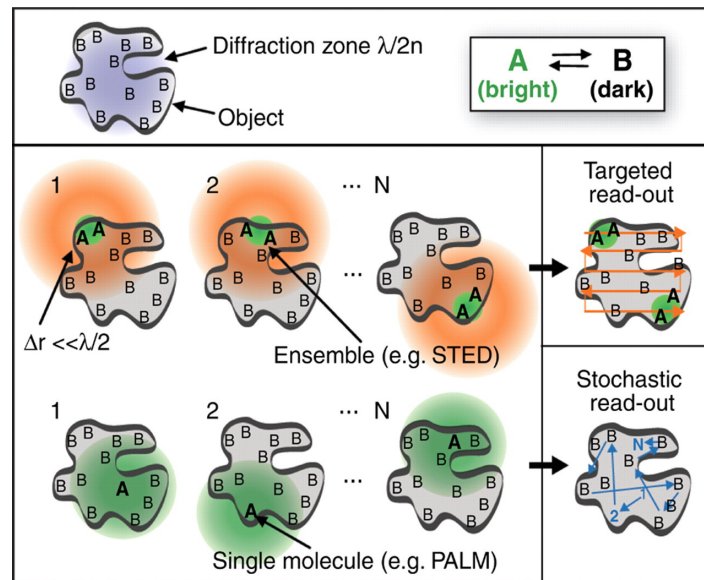 Diffraction zone λ/2n
Object
A ⇄ B
(bright) (dark)
B B B B B B B B B B B B
1
2
... N
A A B B B B B B B B B
B A A B B B B B B B B
B B B B B B B B A A
...
Δr <<λ/2
Ensemble (e.g. STED)
Targeted
read-out
A A B B B B B B B B A A
1
2
... N
B B B B B B B A B B B
B B B B B B B B B A B
B B A B B B B B B B B
...
Single molecule (e.g. PALM)
Stochastic
read-out
B B N B B B B 1 B 2 B B